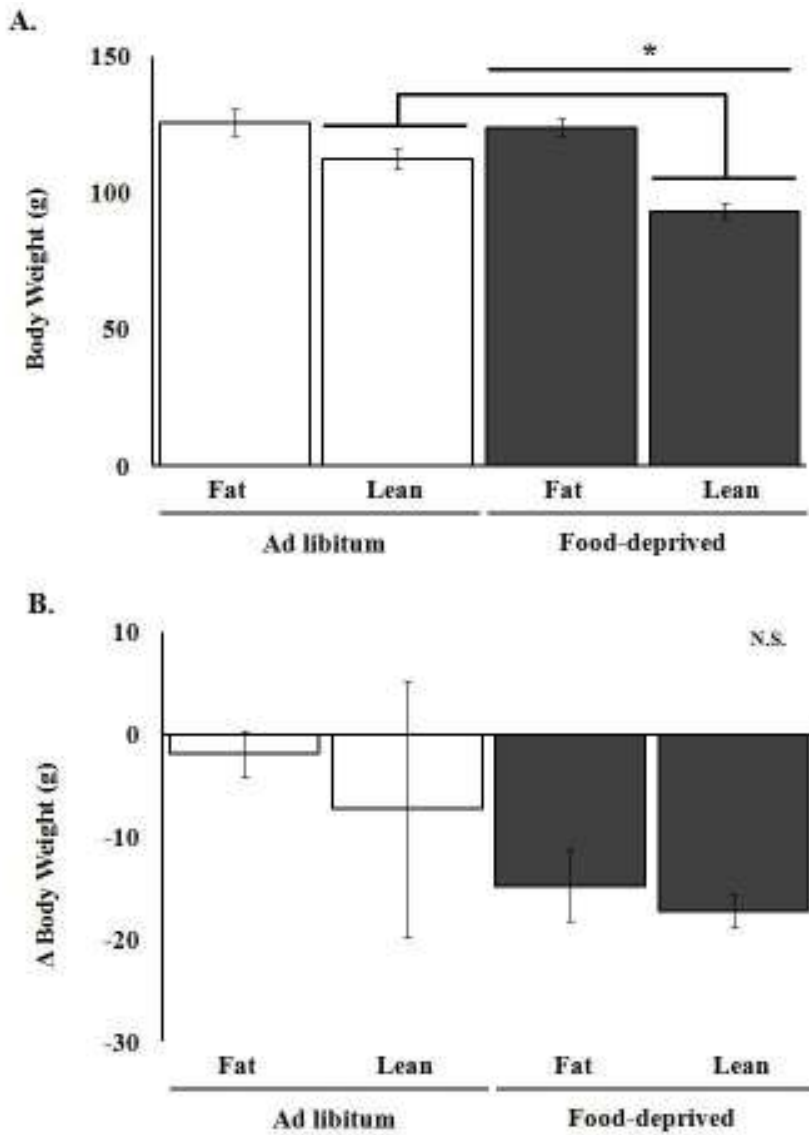 A.
*
150
100
50
0
Body Weight (g)
Fat Lean Fat Lean
Ad libitum Food-deprived
B.
N.S.
10
0
-10
-20
-30
Δ Body Weight (g)
Fat Lean Fat Lean
Ad libitum Food-deprived